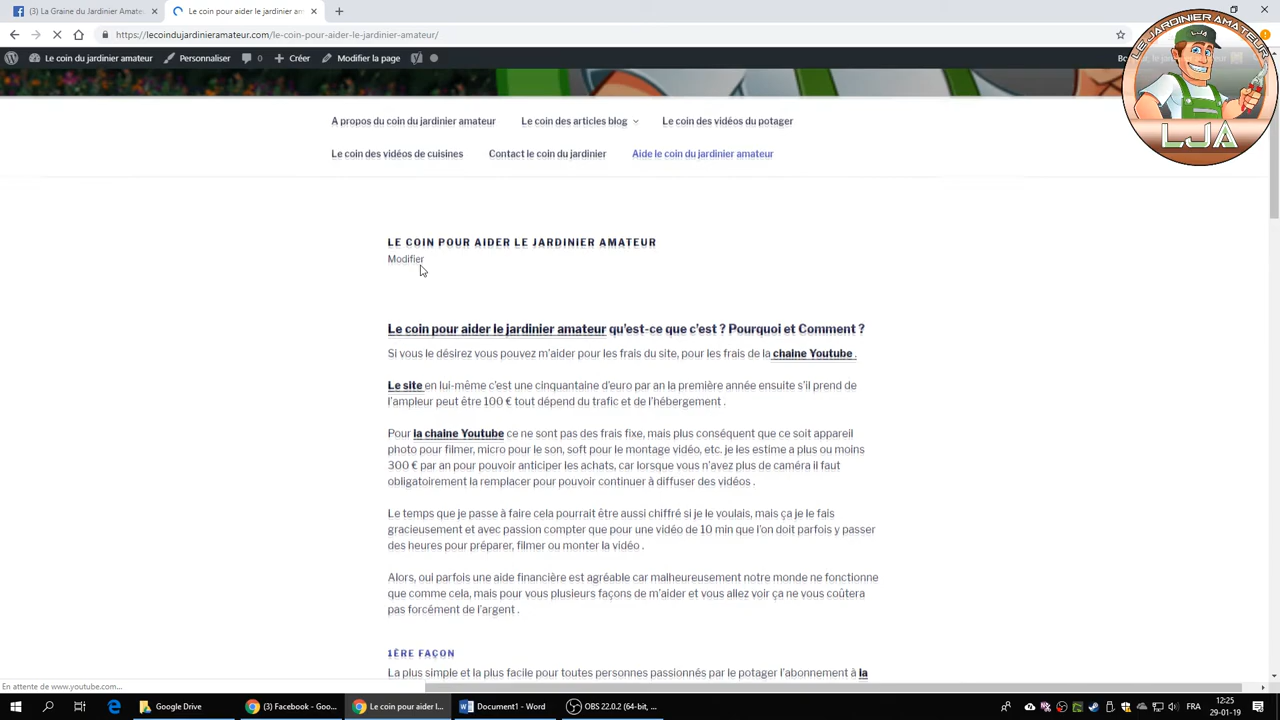 (3) La Graine du Jardinier Amateur
Le coin pour aider le jardinier am
https://lecoindujardinieramateur.com/le-coin-pour-aider-le-jardinier-amateur/
Le coin du jardinier amateur Personnaliser 0 Créer Modifier la page
LE JARDINIER AMATEUR
LJA
LJA
A propos du coin du jardinier amateur Le coin des articles blog Le coin des vidéos du potager
Le coin des vidéos de cuisines Contact le coin du jardinier Aide le coin du jardinier amateur
LE COIN POUR AIDER LE JARDINIER AMATEUR
Modifier
Le coin pour aider le jardinier amateur qu'est-ce que c'est ? Pourquoi et Comment ?
Si vous le désirez vous pouvez m'aider pour les frais du site, pour les frais de la chaine Youtube .
Le site en lui-même c'est une cinquantaine d'euro par an la première année ensuite s'il prend de
l'ampleur peut être 100 € tout dépend du trafic et de l'hébergement .
Pour la chaine Youtube ce ne sont pas des frais fixe, mais plus conséquent que ce soit appareil
photo pour filmer, micro pour le son, soft pour le montage vidéo, etc. je les estime a plus ou moins
300 € par an pour pouvoir anticiper les achats, car lorsque vous n'avez plus de caméra il faut
obligatoirement la remplacer pour pouvoir continuer à diffuser des vidéos .
Le temps que je passe à faire cela pourrait être aussi chiffré si je le voulais, mais ça je le fais
gracieusement et avec passion compter que pour une vidéo de 10 min que l'on doit parfois y passer
des heures pour préparer, filmer ou monter la vidéo .
Alors, oui parfois une aide financière est agréable car malheureusement notre monde ne fonctionne
que comme cela, mais pour vous plusieurs façons de m'aider et vous allez voir ça ne vous coûtera
pas forcément de l'argent .
1ÈRE FAÇON
La plus simple et la plus facile pour toutes personnes passionnés par le potager l'abonnement à la
En attente de www.youtube.com...
Google Drive (3) Facebook - Goo... Le coin pour aider l... Document1 - Word OBS 22.0.2 (64-bit, ... FRA 12:25
29-01-19